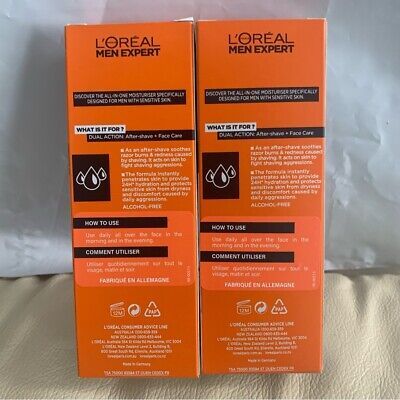 L'ORÉAL
MEN EXPERT
DISCOVER THE ALL-IN-ONE MOISTURISER SPECIFICALLY
DESIGNED FOR MEN WITH SENSITIVE SKIN.
WHAT IS IT FOR ?
DUAL ACTION: After-shave + Face Care
As an after-shave soothes
razor burns & redness caused
by shaving. It acts on skin to
fight shaving aggressions.
The formula instantly
penetrates skin to provide
24H* hydration and protects
sensitive skin from dryness
and discomfort caused by
daily shaving.
ALCOHOL-FREE
HOW TO USE
Use daily all over the face in the
morning and in the evening.
COMMENT UTILISER
Utiliser quotidiennement sur tout le
visage, matin et soir.
FABRIQUÉ EN ALLEMAGNE
12M
L'ORÉAL CONSUMER ADVICE LINE
Made in Germany
L'ORÉAL
MEN EXPERT
DISCOVER THE ALL-IN-ONE MOISTURISER SPECIFICALLY
DESIGNED FOR MEN WITH SENSITIVE SKIN.
WHAT IS IT FOR ?
DUAL ACTION: After-shave + Face Care
As an after-shave soothes
razor burns & redness caused
by shaving. It acts on skin to
fight shaving aggressions.
The formula instantly
penetrates skin to provide
24H* hydration and protects
sensitive skin from dryness
and discomfort caused by
daily shaving.
ALCOHOL-FREE
HOW TO USE
Use daily all over the face in the
morning and in the evening.
COMMENT UTILISER
Utiliser quotidiennement sur tout le
visage, matin et soir.
FABRIQUÉ EN ALLEMAGNE
12M
L'ORÉAL CONSUMER ADVICE LINE
Made in Germany